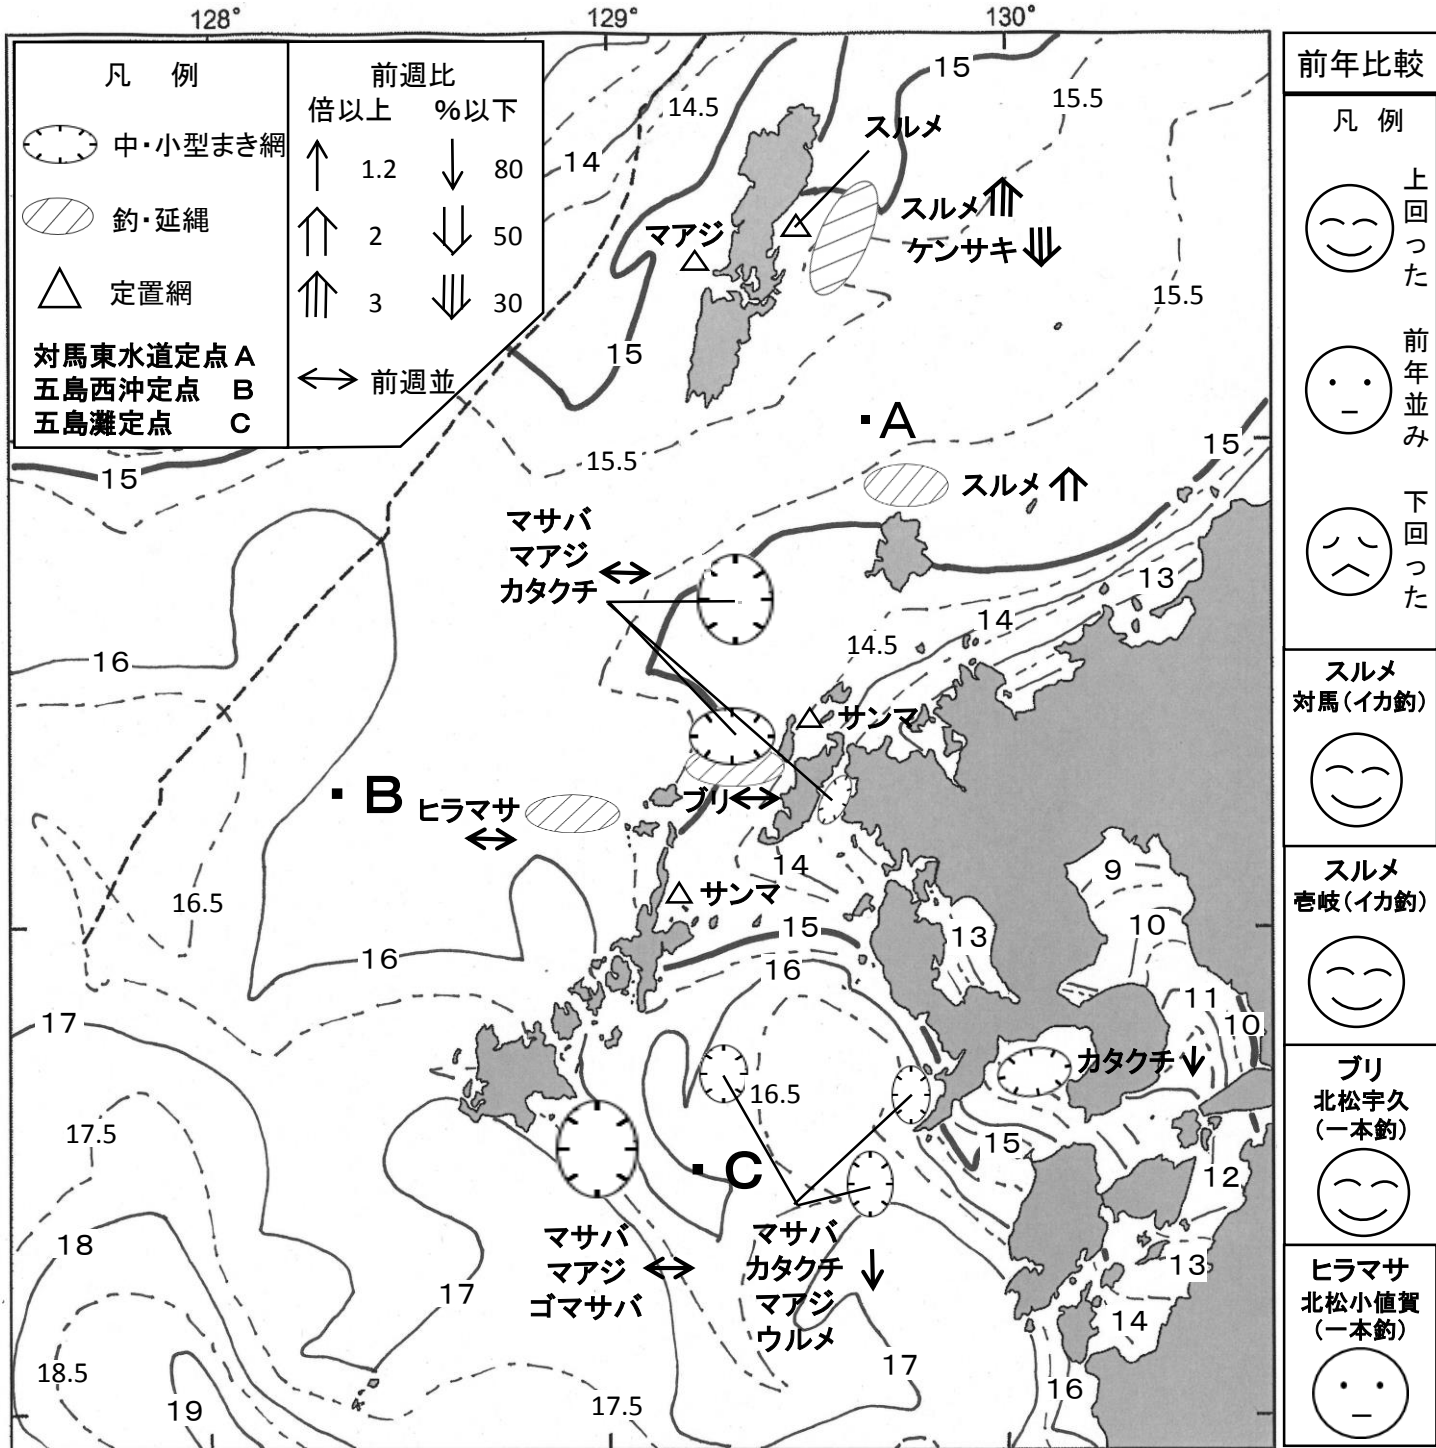 128°
129°
130°
凡 例
中・小型まき網
釣・延縄
定置網
対馬東水道定点 A
五島西沖定点 B
五島灘定点 C
前週比
倍以上 %以下
1.2 80
2 50
3 30
前週並
前年比較
凡 例
上回った
前年並み
下回った
スルメ
対馬(イカ釣)
スルメ
壱岐(イカ釣)
ブリ
北松宇久
(一本釣)
ヒラマサ
北松小値賀
(一本釣)
15
15.5
14.5
14
スルメ
スルメ
ケンサキ
マアジ
15.5
15
A
15
15.5
15
スルメ
マサバ
マアジ
カタクチ
13
14
14.5
16
サンマ
B
ヒラマサ
ブリ
14
9
16.5
サンマ
10
15
13
16
16
11
17
10
カタクチ
16.5
17.5
15
C
12
18
マサバ
マアジ
ゴマサバ
マサバ
カタクチ
マアジ
ウルメ
13
17
14
18.5
17
16
19
17.5